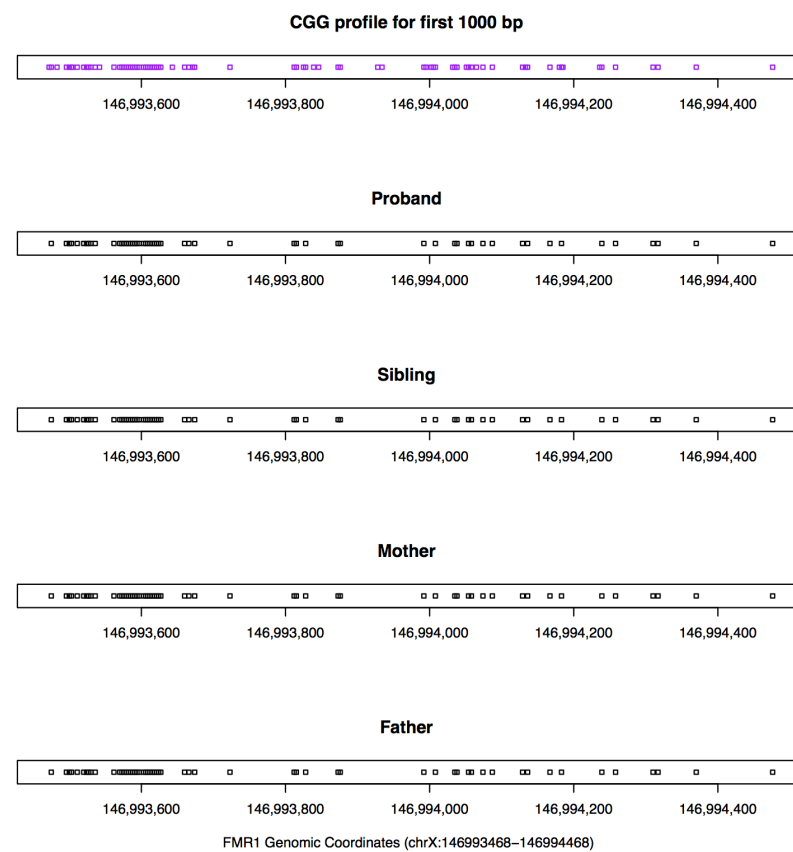 CGG profile for first 1000 bp
146,993,600 146,993,800 146,994,000 146,994,200 146,994,400
Proband
146,993,600 146,993,800 146,994,000 146,994,200 146,994,400
Sibling
146,993,600 146,993,800 146,994,000 146,994,200 146,994,400
Mother
146,993,600 146,993,800 146,994,000 146,994,200 146,994,400
Father
146,993,600 146,993,800 146,994,000 146,994,200 146,994,400
FMR1 Genomic Coordinates (chrX:146993468−146994468)